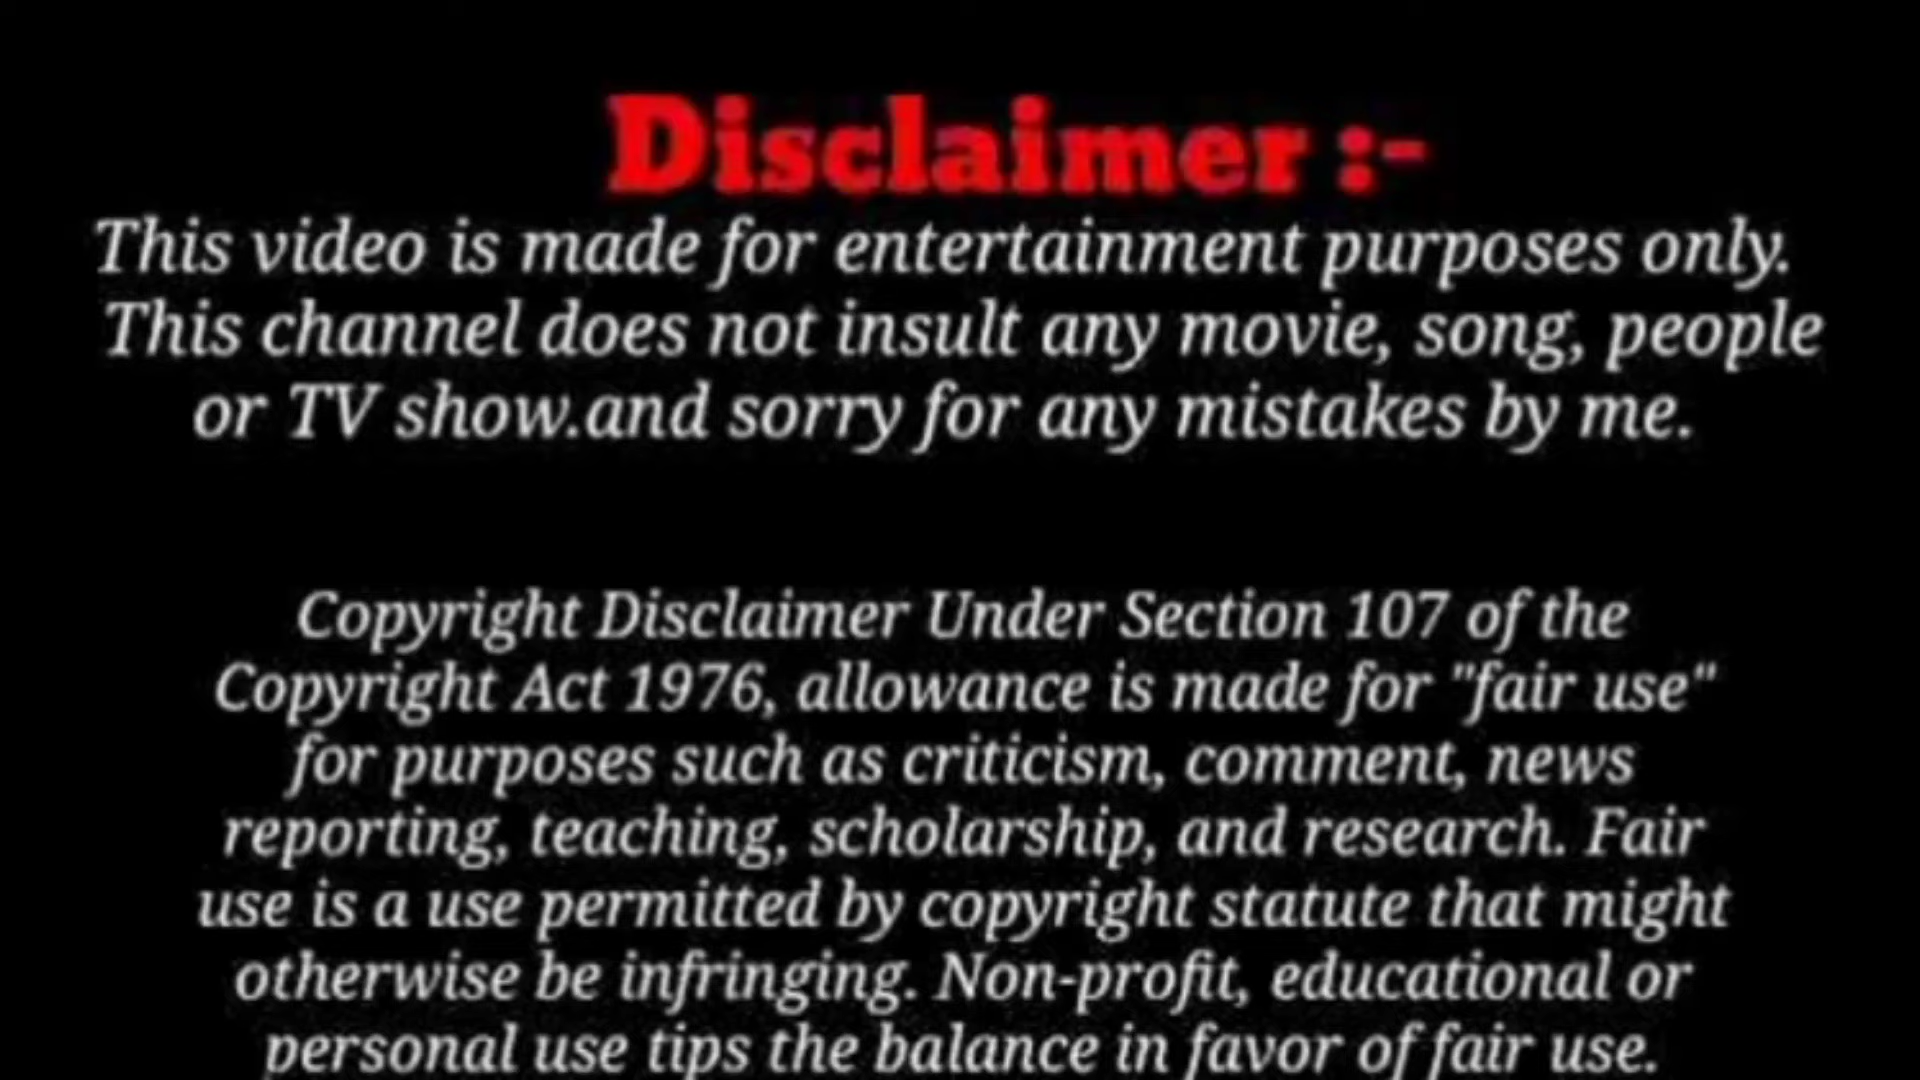 Disclaimer :-
This video is made for entertainment purposes only.
This channel does not insult any movie, song, people
or TV show.and sorry for any mistakes by me.
Copyright Disclaimer Under Section 107 of the
Copyright Act 1976, allowance is made for "fair use"
for purposes such as criticism, comment, news
reporting, teaching, scholarship, and research. Fair
use is a use permitted by copyright statute that might
otherwise be infringing. Non-profit, educational or
personal use tips the balance in favor of fair use.